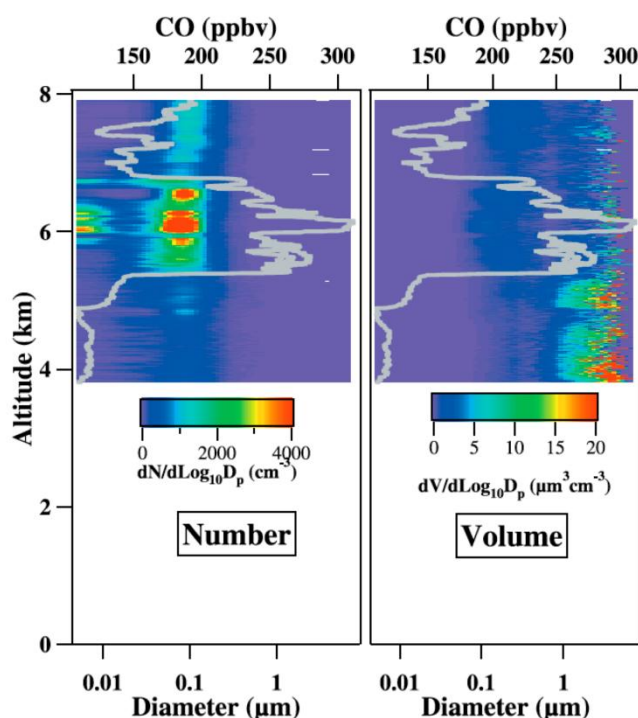 CO (ppbv) CO (ppbv)
150 200 250 300 150 200 250 300
8
6
4
2
0
Altitude (km)
0 2000 4000 0 5 10 15 20
dN/dLog10Dp (cm-3) dV/dLog10Dp (µm3cm-3)
Number Volume
0.01 0.1 1 0.01 0.1 1
Diameter (µm) Diameter (µm)